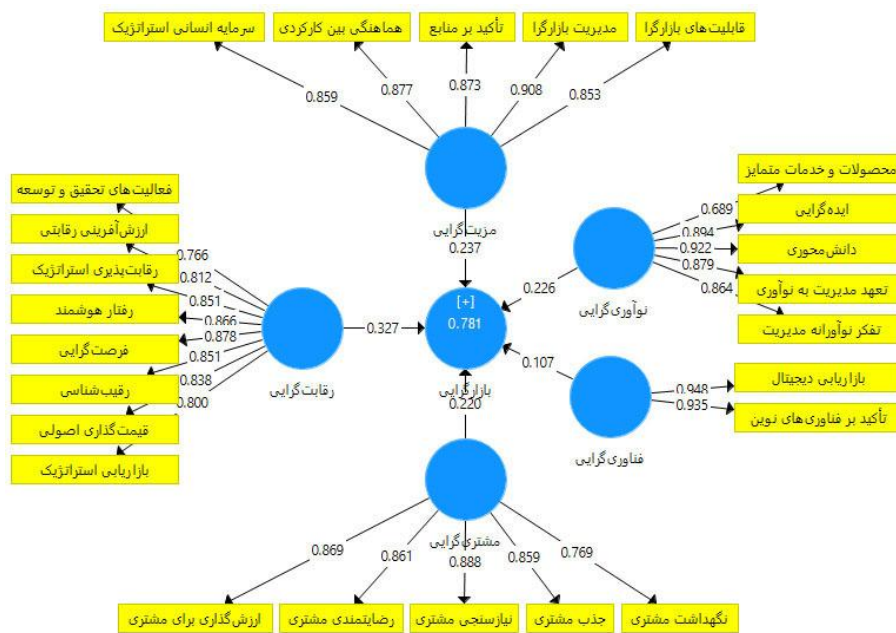 سرمایه انسانی استراتژیک
هماهنگی بین کارکردی
تأکید بر منابع
مدیریت بازارگرا
قابلیت‌های بازارگرا
0.859
0.877
0.873
0.908
0.853
مزیت‌گرایی
0.237
محصولات و خدمات متمایز
ایده‌گرایی
دانش‌محوری
تعهد مدیریت به نوآوری
تفکر نوآورانه مدیریت
0.689
0.894
0.922
0.879
0.864
نوآوری‌گرایی
0.226
فعالیت‌های تحقیق و توسعه
ارزش‌آفرینی رقابتی
رقابت‌پذیری استراتژیک
رفتار هوشمند
فرصت‌گرایی
رقیب‌شناسی
قیمت‌گذاری اصولی
بازاریابی استراتژیک
0.766
0.812
0.851
0.866
0.878
0.851
0.838
0.800
رقابت‌گرایی
0.327
[+]
0.781
بازارگرایی
0.107
بازاریابی دیجیتال
تأکید بر فناوری‌های نوین
0.948
0.935
فناوری‌گرایی
0.220
مشتری‌گرایی
0.869
0.861
0.888
0.859
0.769
ارزش‌گذاری برای مشتری
رضایتمندی مشتری
نیازسنجی مشتری
جذب مشتری
نگهداشت مشتری